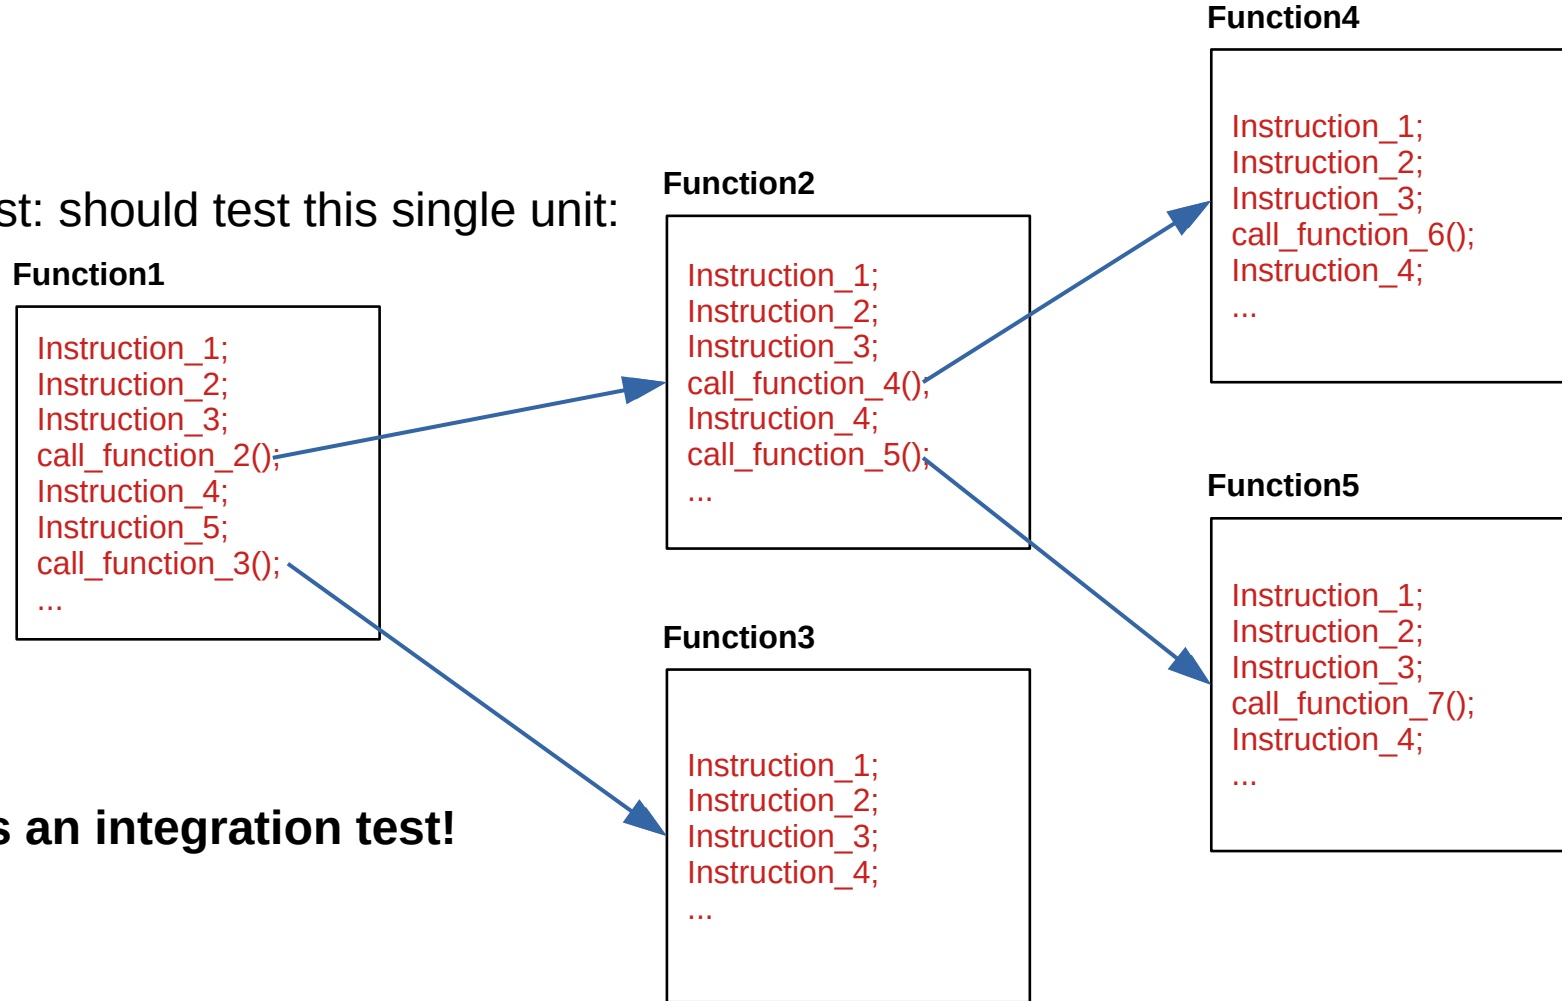 st: should test this single unit:
Function1
Instruction_1;
Instruction_2;
Instruction_3;
call_function_2();
Instruction_4;
Instruction_5;
call_function_3();
...
s an integration test!
Function2
Instruction_1;
Instruction_2;
Instruction_3;
call_function_4();
Instruction_4;
call_function_5();
...
Function3
Instruction_1;
Instruction_2;
Instruction_3;
Instruction_4;
...
Function4
Instruction_1;
Instruction_2;
Instruction_3;
call_function_6();
Instruction_4;
...
Function5
Instruction_1;
Instruction_2;
Instruction_3;
call_function_7();
Instruction_4;
...